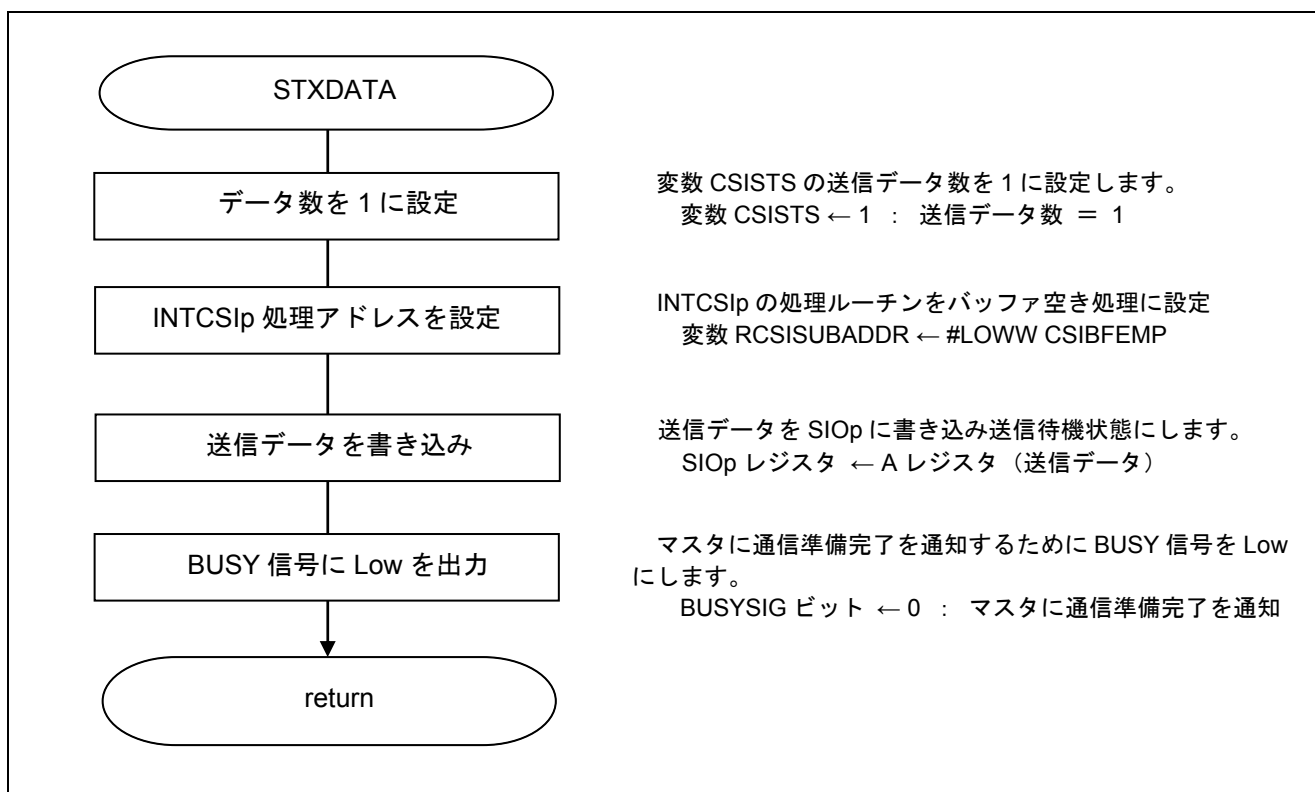 STXDATA
データ数を 1 に設定
変数 CSISTS の送信データ数を 1 に設定します。
変数 CSISTS ← 1 : 送信データ数 = 1
INTCSIp 処理アドレスを設定
INTCSIp の処理ルーチンをバッファ空き処理に設定
変数 RCSISUBADDR ← #LOWW CSIBFEMP
送信データを書き込み
送信データを SIOp に書き込み送信待機状態にします。
SIOp レジスタ ← A レジスタ（送信データ）
BUSY 信号に Low を出力
マスタに通信準備完了を通知するために BUSY 信号を Low
にします。
BUSYSIG ビット ← 0 : マスタに通信準備完了を通知
return